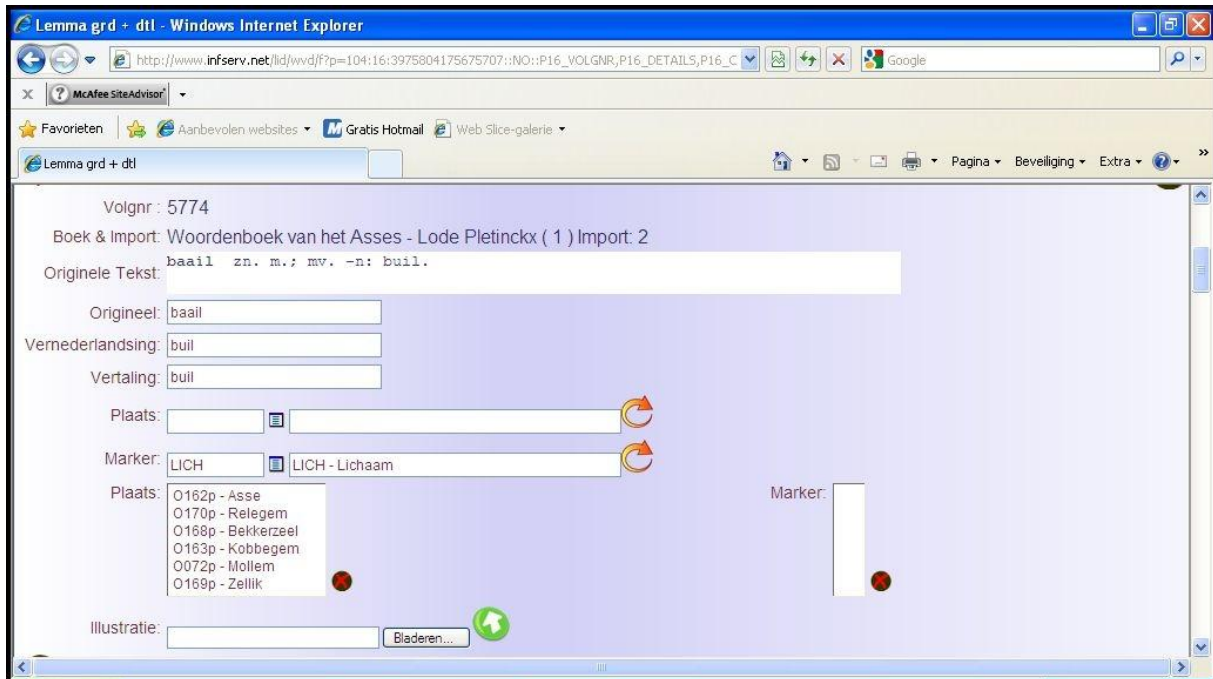 Lemma grd + dtl - Windows Internet Explorer
http://www.infserv.net/lid/wvd/f?p=104:16:3975804175675707::NO::P16_VOLGNR,P16_DETAILS,P16_C
Google
X McAfee SiteAdvisor
Favorieten Aanbevolen websites Gratis Hotmail Web Slice-galerie
Lemma grd + dtl Pagina Beveiliging Extra »
Volgnr : 5774
Boek & Import: Woordenboek van het Asses - Lode Pletinckx ( 1 ) Import: 2
Originele Tekst: baail zn. m.; mv. -n: buil.
Origineel: baail
Vernederlandsing: buil
Vertaling: buil
Plaats:
Marker: LICH LICH - Lichaam
Plaats: O162p - Asse Marker:
O170p - Relegem
O168p - Bekkerzeel
O163p - Kobbegem
O072p - Mollem
O169p - Zellik
Illustratie: Bladeren...